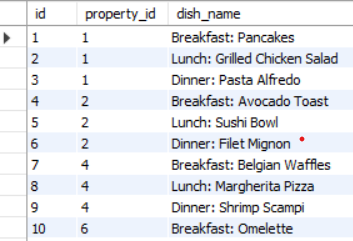 id property_id dish_name
1 1 Breakfast: Pancakes
2 1 Lunch: Grilled Chicken Salad
3 1 Dinner: Pasta Alfredo
4 2 Breakfast: Avocado Toast
5 2 Lunch: Sushi Bowl
6 2 Dinner: Filet Mignon
7 4 Breakfast: Belgian Waffles
8 4 Lunch: Margherita Pizza
9 4 Dinner: Shrimp Scampi
10 6 Breakfast: Omelette